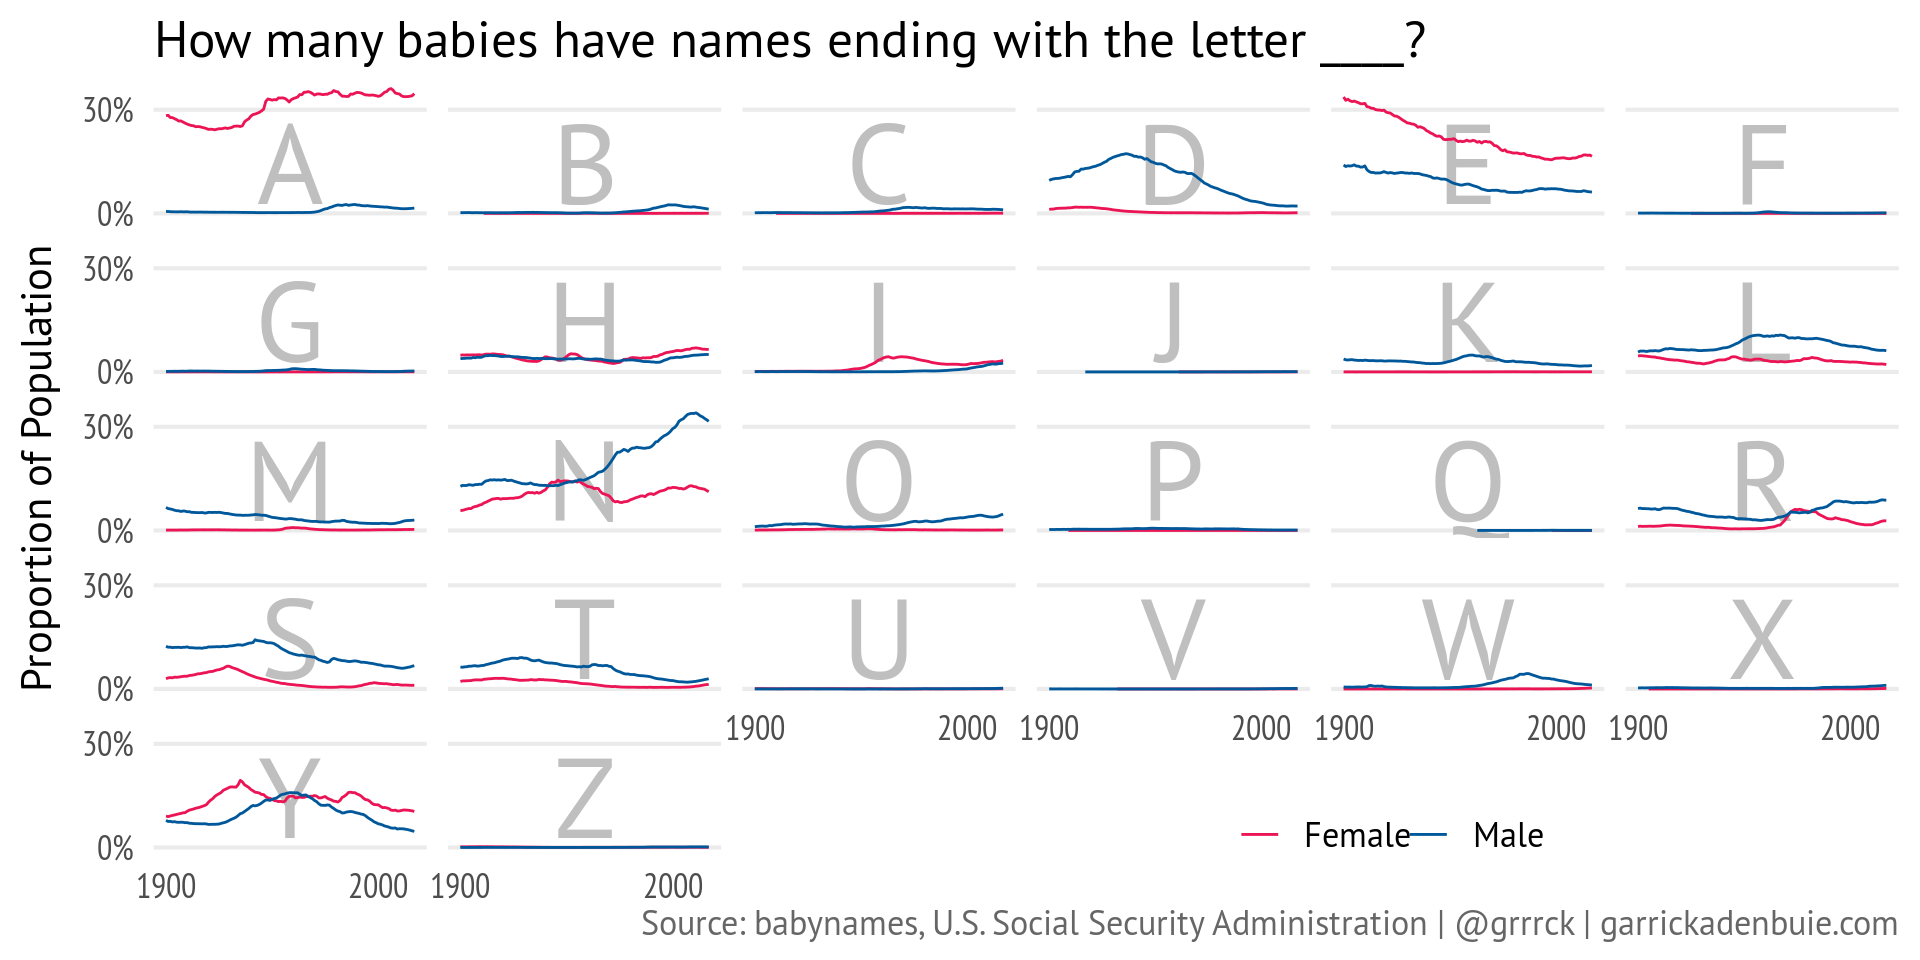 How many babies have names ending with the letter ____?
Proportion of Population
30%
0%
A B C D E F
30%
0%
G H I J K L
30%
0%
M N O P Q R
30%
0%
S T U V W X
1900 2000 1900 2000 1900 2000 1900 2000
30%
0%
Y Z
Female Male
1900 2000 1900 2000
Source: babynames, U.S. Social Security Administration | @grrrck | garrickadenbuie.com